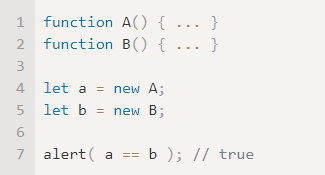 1 function A() { ... }
2 function B() { ... }
3
4 let a = new A;
5 let b = new B;
6
7 alert( a == b ); // true